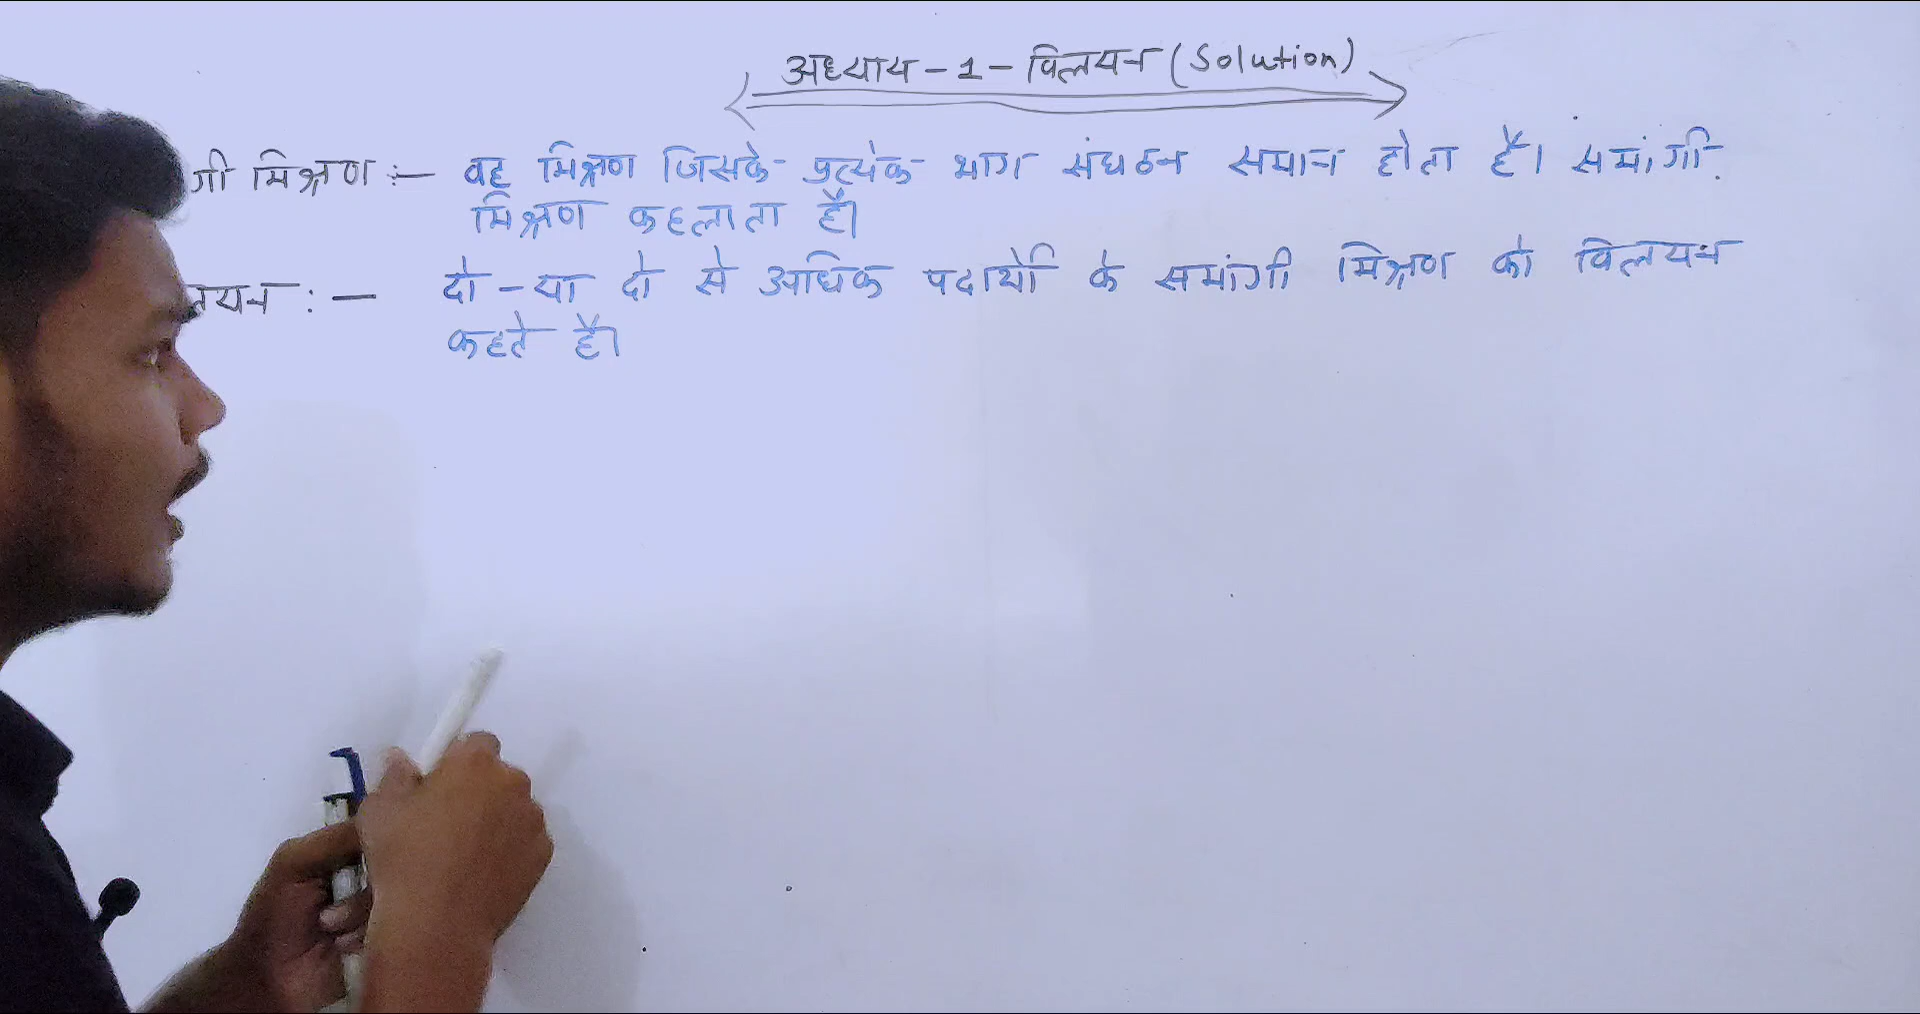 अध्याय - 1 - विलयन (Solution)
गी मिश्रण :- वह मिश्रण जिसके प्रत्येक भाग संघठन समान होता है। समांगी
मिश्रण कहलाता है।
लयन :- दो - या दो से अधिक पदार्थो के समांगी मिश्रण को विलयन
कहते है।